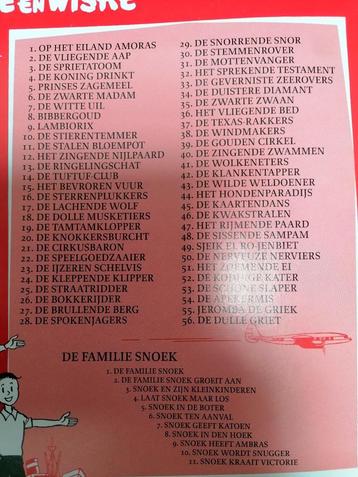 EN WISKE
1. OP HET EILAND AMORAS
2. DE VLIEGENDE AAP
3. DE SPRIETATOOM
4. DE KONING DRINKT
5. PRINSES ZAGEMEEL
6. DE ZWARTE MADAM
7. DE WITTE UIL
8. BIBBERGOUD
9. LAMBIORIX
10. DE STIERENTEMMER
11. DE STALEN BLOEMPOT
12. HET ZINGENDE NIJLPAARD
13. DE RINGELINGSCHAT
14. DE TUFTUF-CLUB
15. HET BEVROREN VUUR
16. DE STERRENPLUKKERS
17. DE LACHENDE WOLF
18. DE DOLLE MUSKETIERS
19. DE TAMTAMKLOPPER
20. DE KNOKKERSBURCHT
21. DE CIRKUSBARON
22. DE SPEELGOEDZAAIER
23. DE IJZEREN SCHELVIS
24. DE KLEPPENDE KLIPPER
25. DE STRAATRIDDER
26. DE BOKKERIJDER
27. DE BRULLENDE BERG
28. DE SPOKENJAGERS
29. DE SNORRENDE SNOR
30. DE STEMMENROVER
31. DE MOTTENVANGER
32. HET SPREKENDE TESTAMENT
33. DE GEVERNISTE ZEEROVERS
34. DE DUISTERE DIAMANT
35. DE ZWARTE ZWAAN
36. HET VLIEGENDE BED
37. DE TEXAS-RAKKERS
38. DE WINDMAKERS
39. DE GOUDEN CIRKEL
40. DE ZINGENDE ZWAMMEN
41. DE WOLKENETERS
42. DE KLANKENTAPPER
43. DE WILDE WELDOENER
44. HET HONDENPARADIJS
45. DE KAARTENDANS
46. DE KWAKSTRALEN
47. HET RIJMENDE PAARD
48. DE SISSENDE SAMPAM
49. SJEIK EL RO-JENBIET
50. DE NERVEUZE NERVIERS
51. HET ZOEMENDE EI
52. DE KODDIGE KATER
53. DE SCHONE SLAPER
54. DE APEKERMIS
55. JEROMBA DE GRIEK
56. DE DULLE GRIET
DE FAMILIE SNOEK
1. DE FAMILIE SNOEK
2. DE FAMILIE SNOEK GROEIT AAN
3. SNOEK EN ZIJN KLEINKINDEREN
4. LAAT SNOEK MAAR LOS
5. SNOEK IN DE BOTER
6. SNOEK TEN AANVAL
7. SNOEK GEEFT KATOEN
8. SNOEK IN DEN HOEK
9. SNOEK HEEFT AMBRAS
10. SNOEK WORDT SNUGGER
11. SNOEK KRAAIT VICTORIE